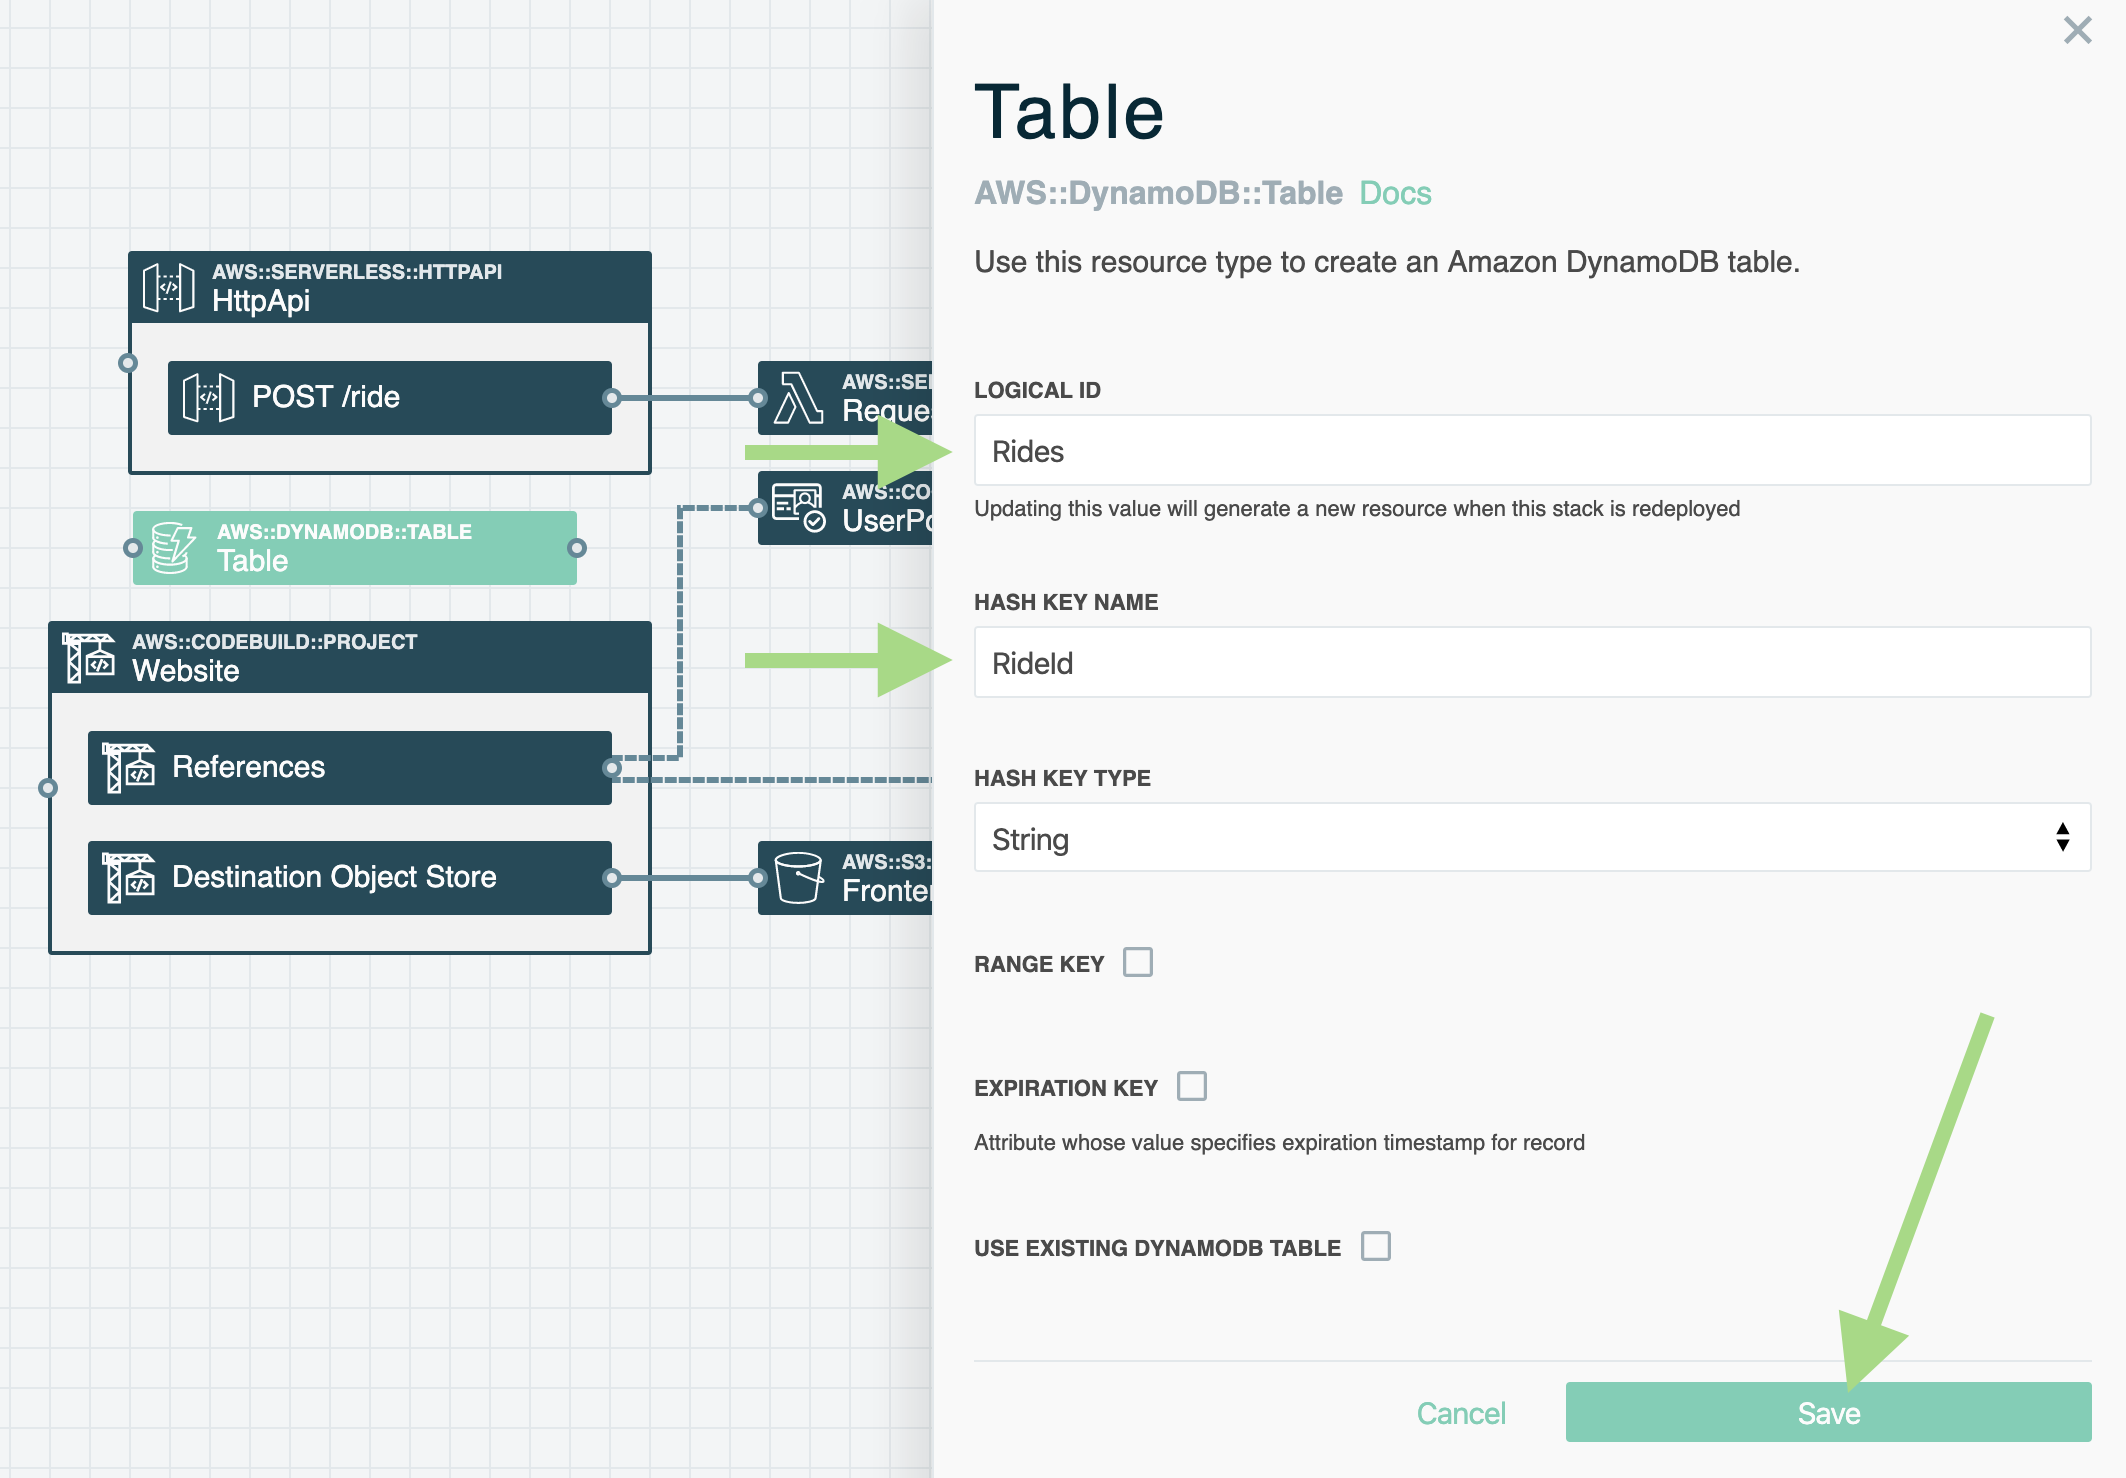 AWS::SERVERLESS::HTTPAPI
HttpApi
POST /ride
AWS::DYNAMODB::TABLE
Table
AWS::CODEBUILD::PROJECT
Website
References
Destination Object Store
AWS::SE
Reques
AWS::CO
UserPo
AWS::S3:
Fronte
Table
AWS::DynamoDB::Table Docs
Use this resource type to create an Amazon DynamoDB table.
LOGICAL ID
Rides
Updating this value will generate a new resource when this stack is redeployed
HASH KEY NAME
RideId
HASH KEY TYPE
String
RANGE KEY
EXPIRATION KEY
Attribute whose value specifies expiration timestamp for record
USE EXISTING DYNAMODB TABLE
Cancel
Save